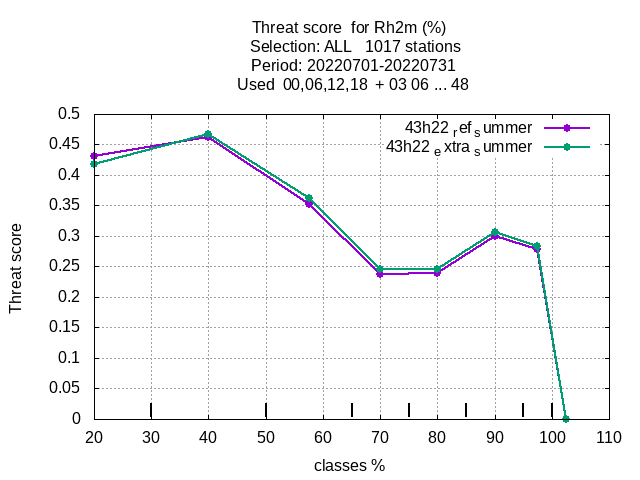 Threat score  for Rh2m (%)
Selection: ALL   1017 stations
Period: 20220701-20220731
Used  00,06,12,18  + 03 06 ... 48
43h22 ref summer
43h22 extra summer
0.5
0.45
0.4
0.35
0.3
0.25
0.2
0.15
0.1
0.05
0
Threat score
20 30 40 50 60 70 80 90 100 110
classes %